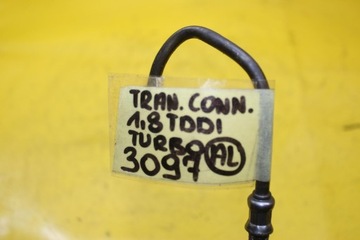 TRAN. CONN.
1,8 TDDI
TURBO AL
3097